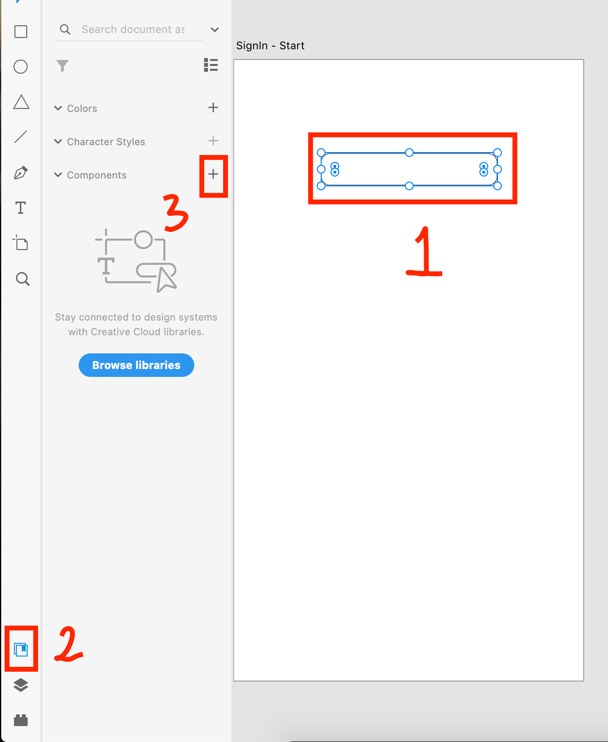 Search document as
SignIn - Start
Colors
Character Styles
Components
3
1
T
Stay connected to design systems
with Creative Cloud libraries.
Browse libraries
2